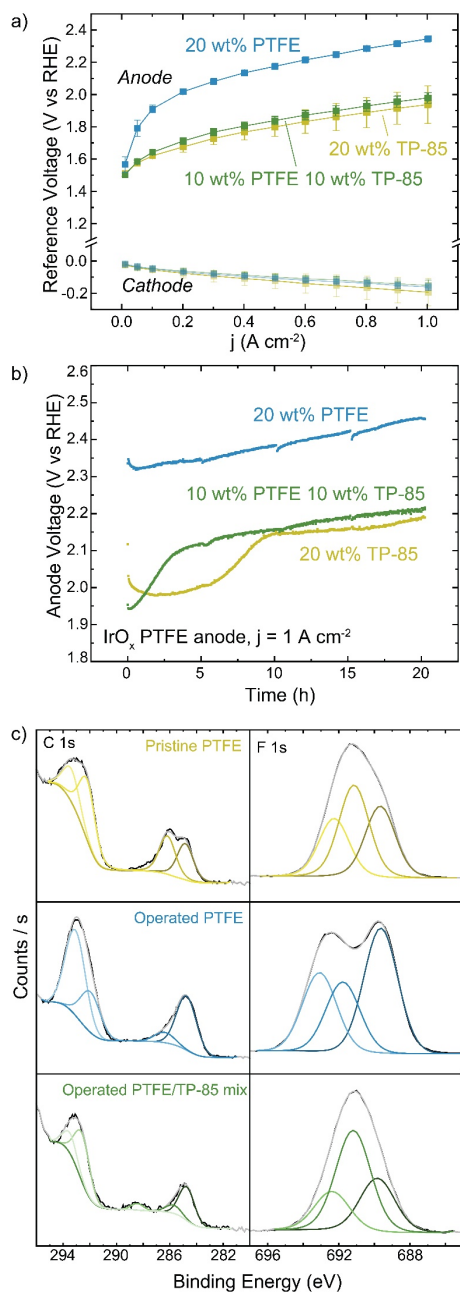 a)
20 wt% PTFE
Anode
20 wt% TP-85
10 wt% PTFE 10 wt% TP-85
Cathode
Reference Voltage (V vs RHE)
2.4
2.2
2.0
1.8
1.6
1.4
0.0
-0.2
0.0 0.2 0.4 0.6 0.8 1.0
j (A cm⁻²)
b)
20 wt% PTFE
10 wt% PTFE 10 wt% TP-85
20 wt% TP-85
IrOₓ PTFE anode, j = 1 A cm⁻²
Anode Voltage (V vs RHE)
2.6
2.5
2.4
2.3
2.2
2.1
2.0
1.9
1.8
0 5 10 15 20
Time (h)
c)
C 1s
Pristine PTFE
F 1s
Operated PTFE
Operated PTFE/TP-85 mix
Counts / s
294 290 286 282
696 692 688
Binding Energy (eV)